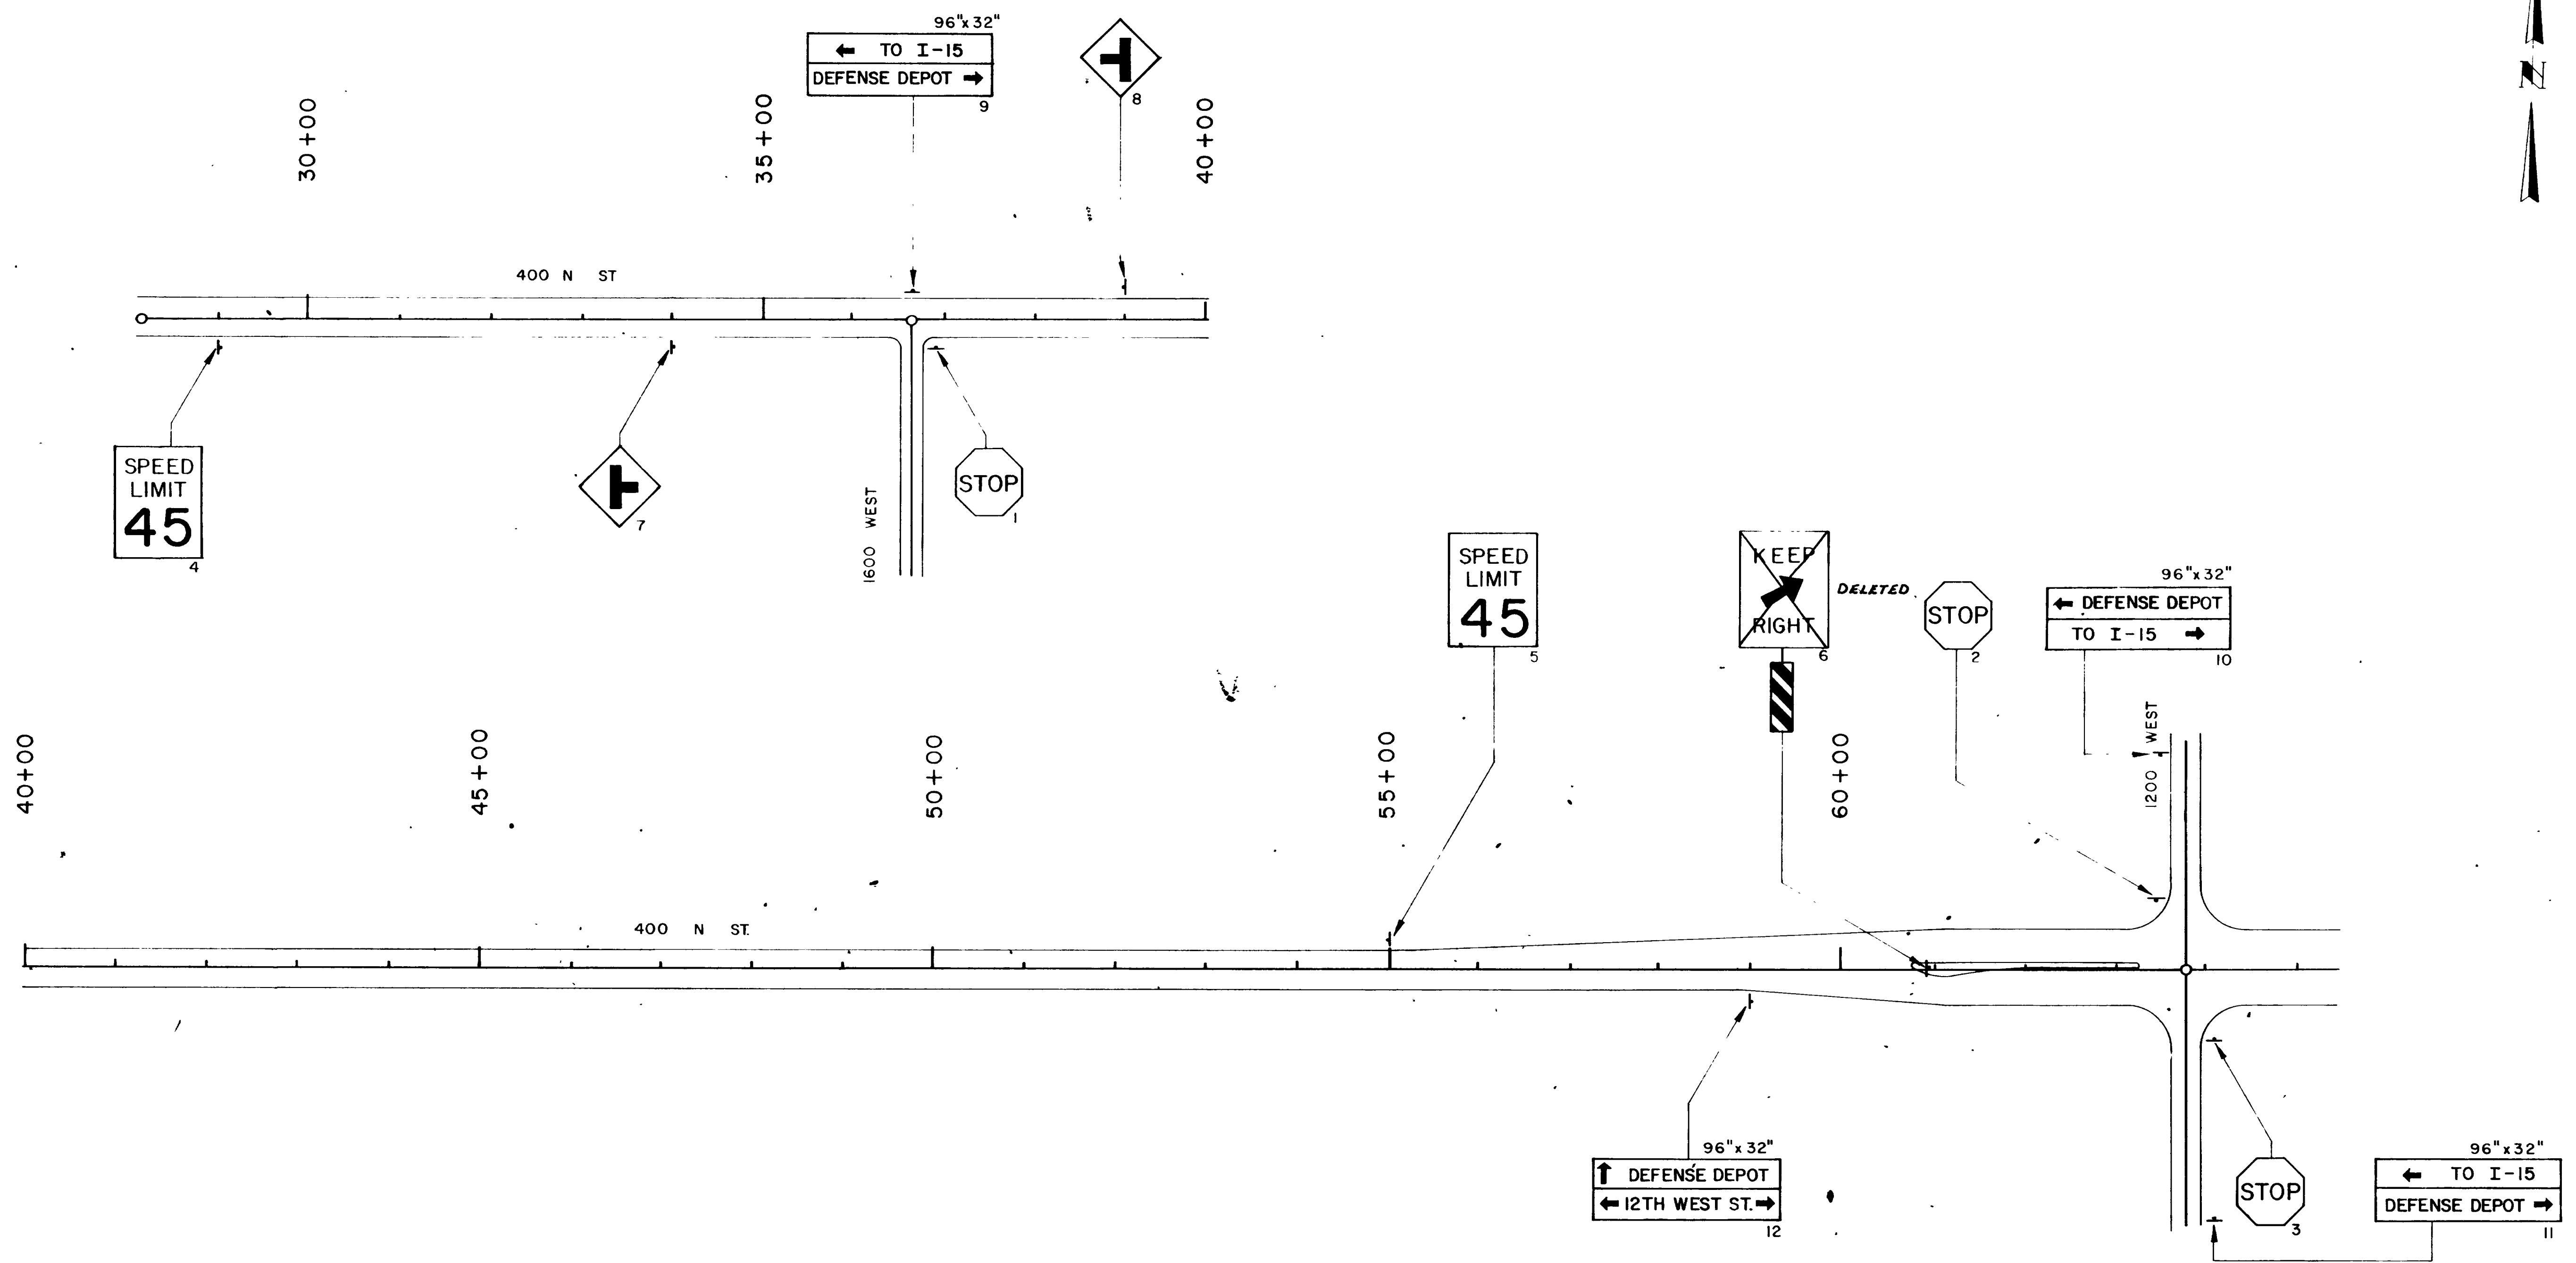 96"x32"
← TO I-15
DEFENSE DEPOT →
9
8
N
30+00
35+00
40+00
400 N ST
SPEED
LIMIT
45
4
7
1600 WEST
STOP
1
SPEED
LIMIT
45
5
KEEP
RIGHT
6
DELETED
STOP
2
96"x32"
← DEFENSE DEPOT
TO I-15 →
10
40+00
45+00
50+00
55+00
60+00
1200 WEST
400 N ST.
96"x32"
↑ DEFENSE DEPOT
← 12TH WEST ST. →
12
STOP
3
96"x32"
← TO I-15
DEFENSE DEPOT →
11